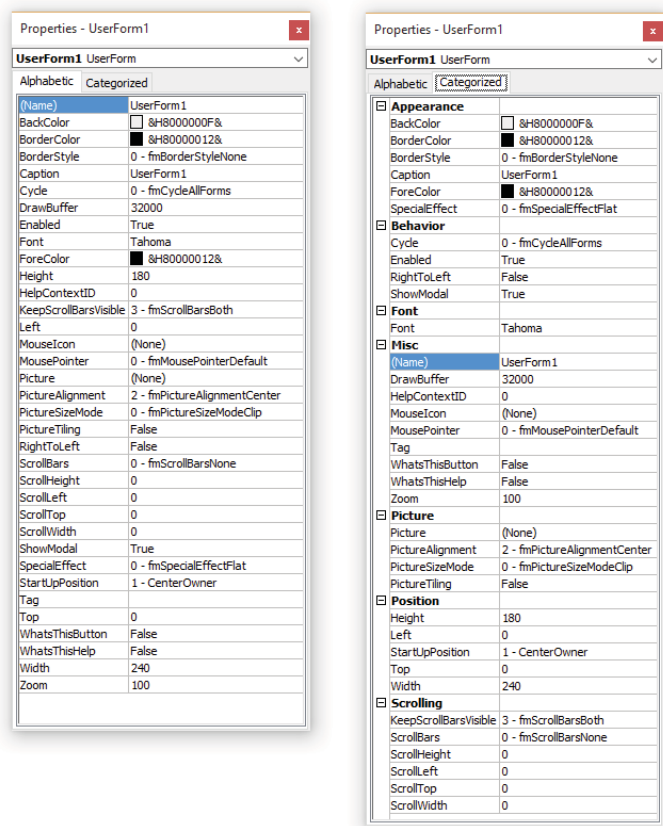 Properties - UserForm1
x
UserForm1 UserForm
Alphabetic Categorized
(Name) UserForm1
BackColor &H8000000F&
BorderColor &H80000012&
BorderStyle 0 - fmBorderStyleNone
Caption UserForm1
Cycle 0 - fmCycleAllForms
DrawBuffer 32000
Enabled True
Font Tahoma
ForeColor &H80000012&
Height 180
HelpContextID 0
KeepScrollBarsVisible 3 - fmScrollBarsBoth
Left 0
MouseIcon (None)
MousePointer 0 - fmMousePointerDefault
Picture (None)
PictureAlignment 2 - fmPictureAlignmentCenter
PictureSizeMode 0 - fmPictureSizeModeClip
PictureTiling False
RightToLeft False
ScrollBars 0 - fmScrollBarsNone
ScrollHeight 0
ScrollLeft 0
ScrollTop 0
ScrollWidth 0
ShowModal True
SpecialEffect 0 - fmSpecialEffectFlat
StartUpPosition 1 - CenterOwner
Tag
Top 0
WhatsThisButton False
WhatsThisHelp False
Width 240
Zoom 100
Properties - UserForm1
x
UserForm1 UserForm
Alphabetic Categorized
Appearance
BackColor &H8000000F&
BorderColor &H80000012&
BorderStyle 0 - fmBorderStyleNone
Caption UserForm1
ForeColor &H80000012&
SpecialEffect 0 - fmSpecialEffectFlat
Behavior
Cycle 0 - fmCycleAllForms
Enabled True
RightToLeft False
ShowModal True
Font
Font Tahoma
Misc
(Name) UserForm1
DrawBuffer 32000
HelpContextID 0
MouseIcon (None)
MousePointer 0 - fmMousePointerDefault
Tag
WhatsThisButton False
WhatsThisHelp False
Zoom 100
Picture
Picture (None)
PictureAlignment 2 - fmPictureAlignmentCenter
PictureSizeMode 0 - fmPictureSizeModeClip
PictureTiling False
Position
Height 180
Left 0
StartUpPosition 1 - CenterOwner
Top 0
Width 240
Scrolling
KeepScrollBarsVisible 3 - fmScrollBarsBoth
ScrollBars 0 - fmScrollBarsNone
ScrollHeight 0
ScrollLeft 0
ScrollTop 0
ScrollWidth 0